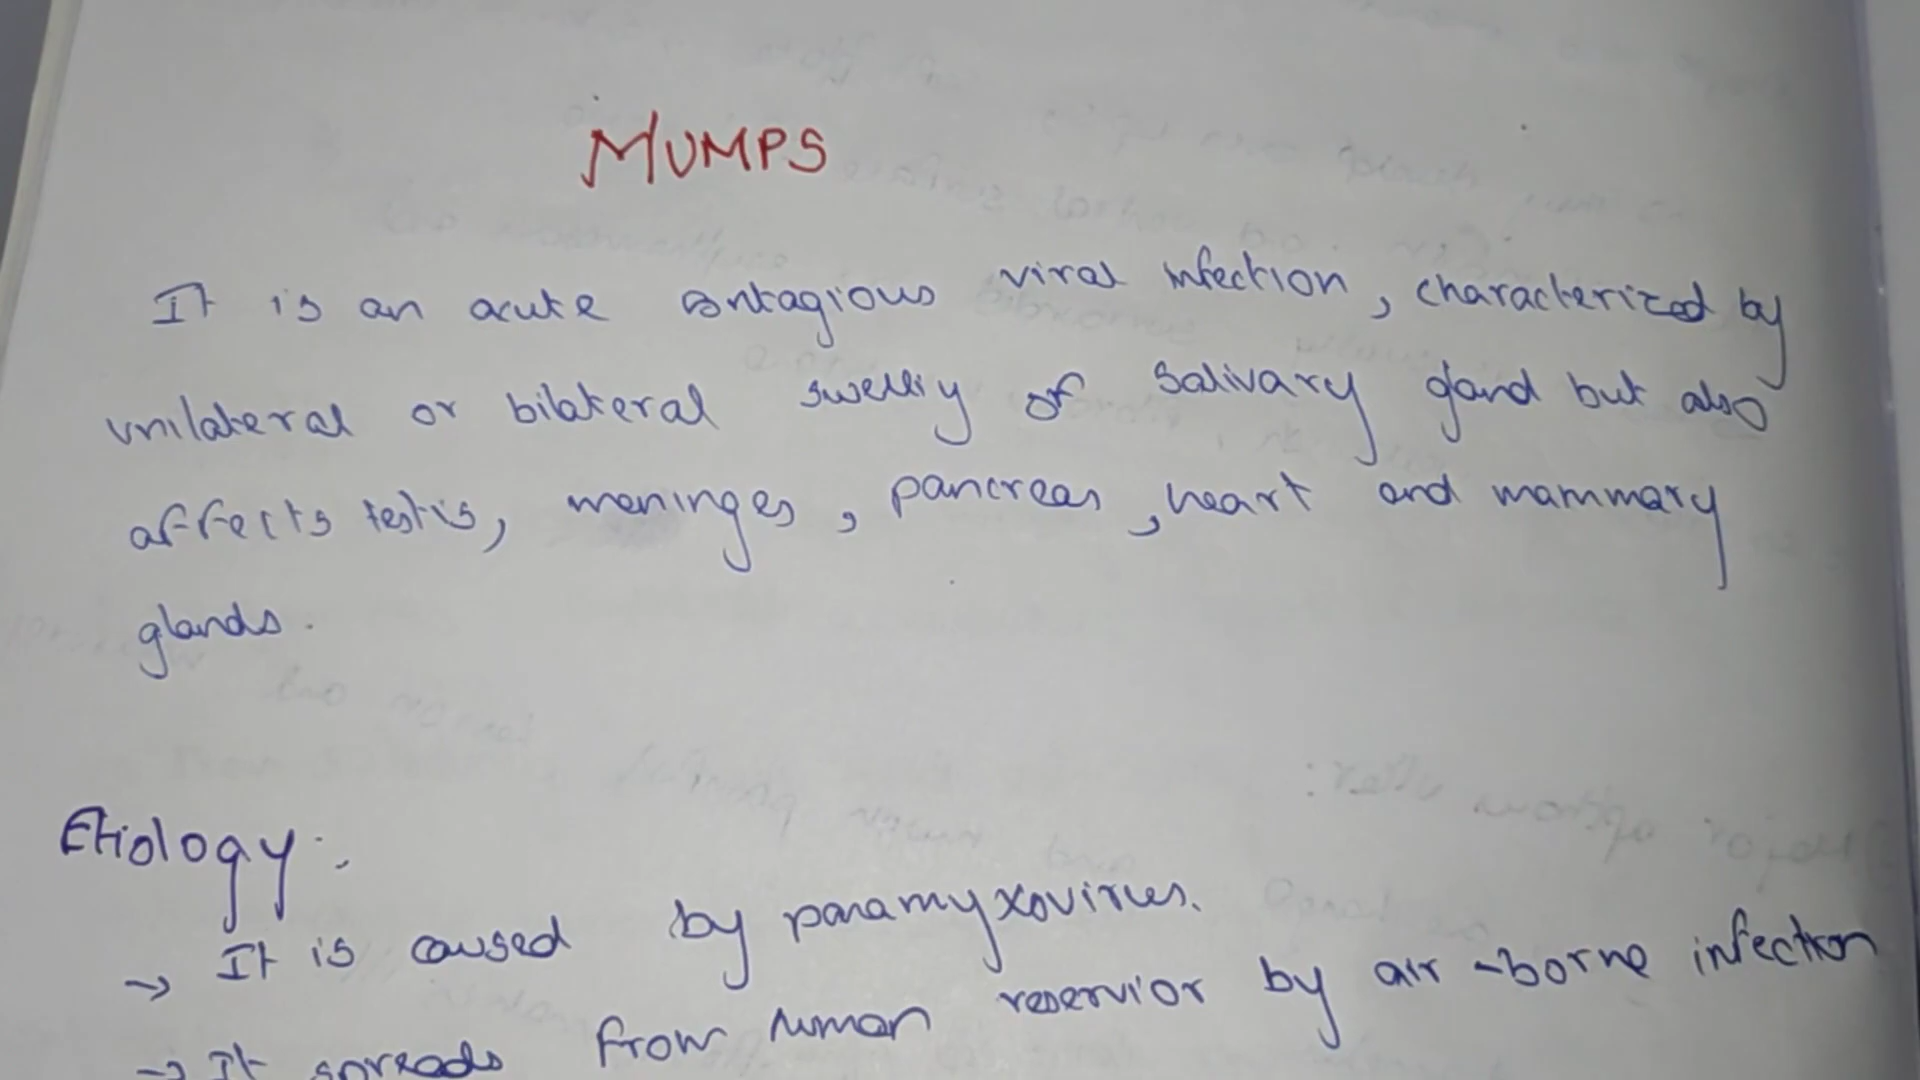 MUMPS
It is an acute contagious viral infection, characterized by
unilateral or bilateral swelling of salivary gland but also
affects testis, meninges, pancreas, heart and mammary
glands.
Etiology:
→ It is caused by paramyxovirus.
→ It spreads from human reservior by air-borne infection